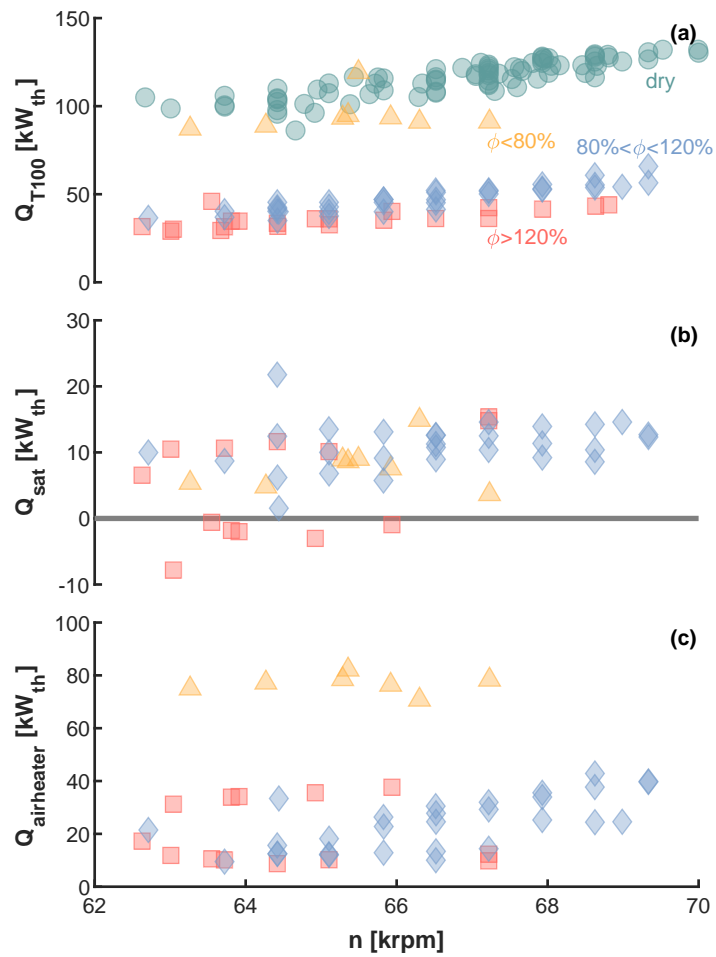 150
(a)
dry
100
Q_T100 [kW_th]
ϕ<80%
80%<ϕ<120%
50
ϕ>120%
0
30
(b)
20
Q_sat [kW_th]
10
0
-10
100
(c)
80
Q_airheater [kW_th]
60
40
20
0
62 64 66 68 70
n [krpm]